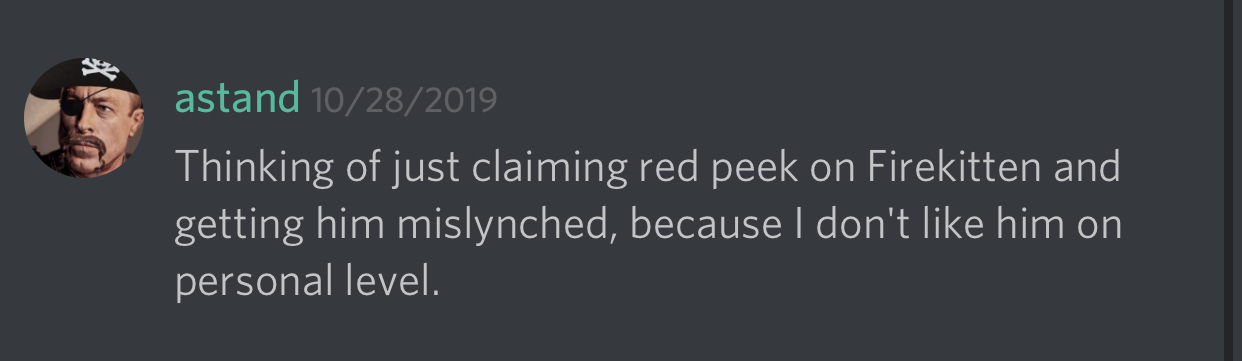 astand 10/28/2019
Thinking of just claiming red peek on Firekitten and
getting him mislynched, because I don't like him on
personal level.